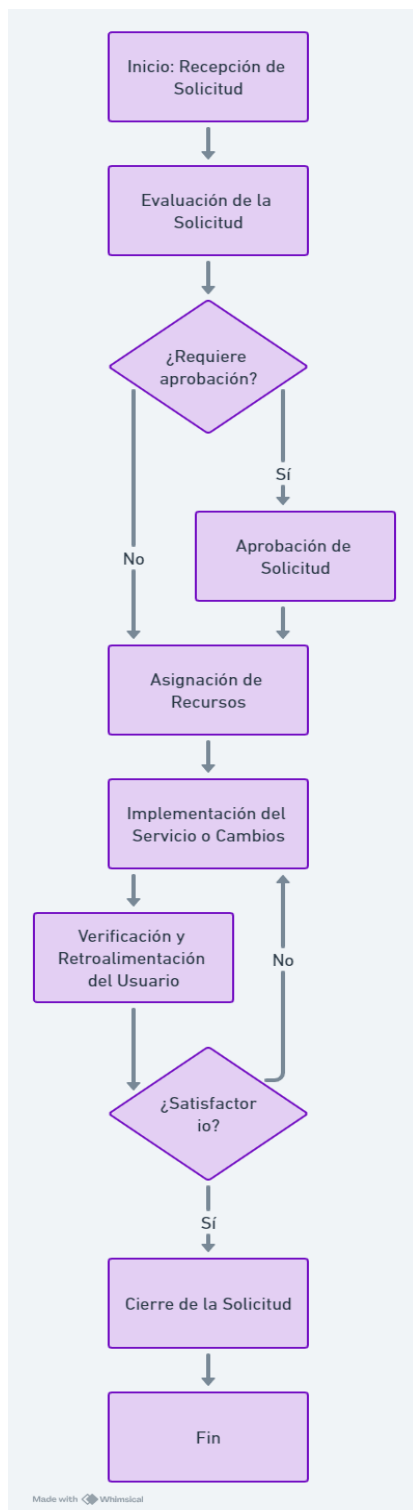 Inicio: Recepción de
Solicitud
Evaluación de la
Solicitud
¿Requiere
aprobación?
Sí
No
Aprobación de
Solicitud
Asignación de
Recursos
Implementación del
Servicio o Cambios
Verificación y
Retroalimentación
del Usuario
No
¿Satisfactor
io?
Sí
Cierre de la Solicitud
Fin
Made with Whimsical